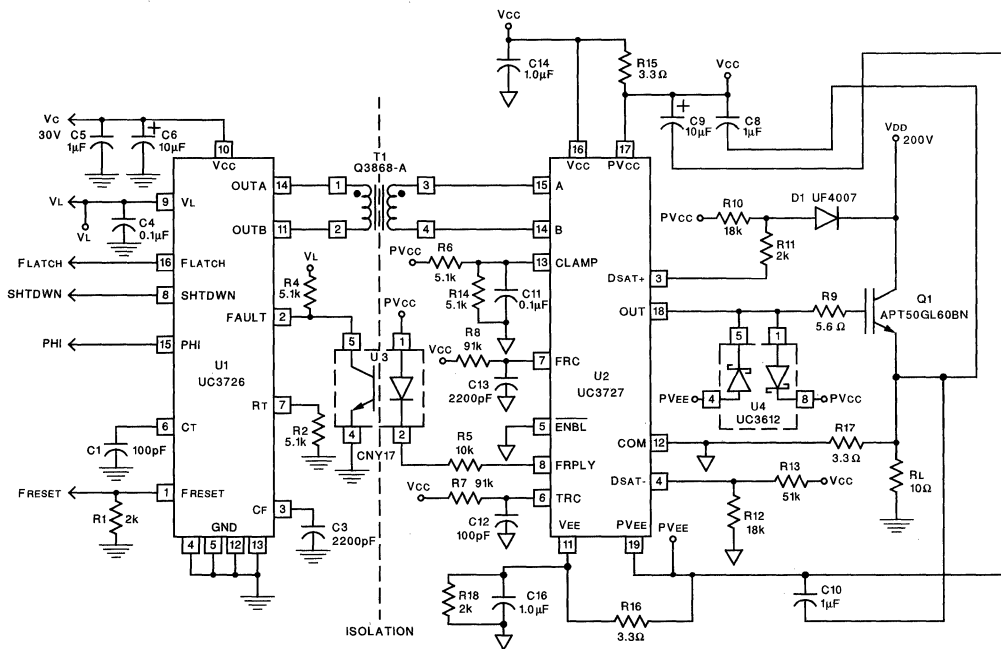 VCC
C14
1.0µF
R15
3.3Ω
VCC
C9
10µF
C8
1µF
+
VC
30V
C5
1µF
C6
10µF
+
VDD
200V
T1
Q3868-A
10
VCC
16
VCC
17
PVCC
OUTA
14
1
3
15
A
9
VL
VL
VL
C4
0.1µF
OUTB
11
2
4
14
B
PVCC
R10
18k
D1 UF4007
R11
2k
DSAT+
3
PVCC
R6
5.1k
13
CLAMP
R14
5.1k
C11
0.1µF
FLATCH
16
FLATCH
SHTDWN
8
SHTDWN
VL
R4
5.1k
FAULT
2
PVCC
OUT
18
R9
5.6 Ω
Q1
APT50GL60BN
PHI
15
PHI
U1
UC3726
5
U3
1
4
2
CNY17
R8
91k
VCC
7
FRC
C13
2200pF
U2
UC3727
5
1
PVEE
4
U4
UC3612
8
PVCC
RT
7
R2
5.1k
6
CT
C1
100pF
5
ENBL
R5
10k
8
FRPLY
COM
12
R17
3.3Ω
RL
10Ω
DSAT-
4
R13
51k
VCC
R12
18k
FRESET
1
FRESET
R1
2k
VCC
R7
91k
6
TRC
C12
100pF
CF
3
C3
2200pF
GND
4
5
12
13
VEE
11
PVEE
19
PVEE
R18
2k
C16
1.0µF
R16
3.3Ω
C10
1µF
ISOLATION